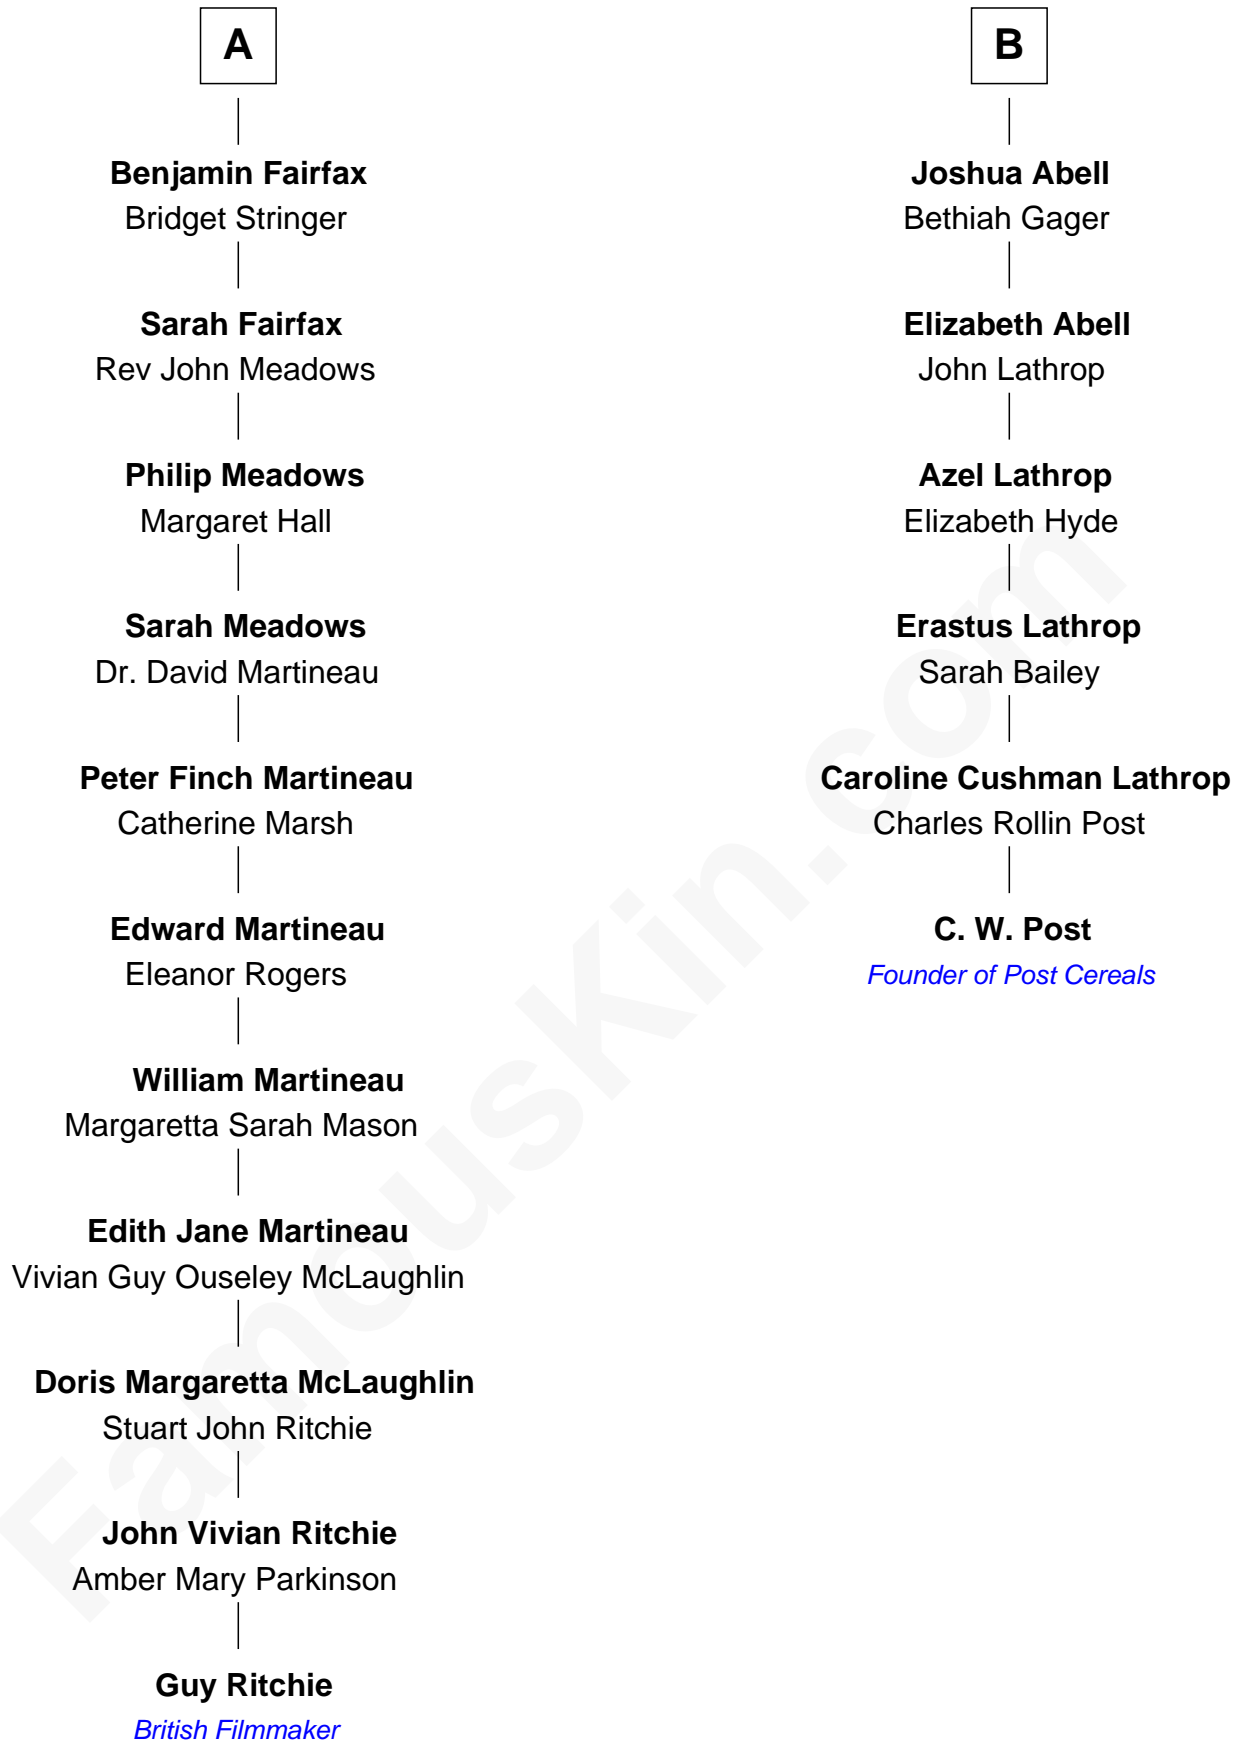 A
Benjamin Fairfax
Bridget Stringer
Sarah Fairfax
Rev John Meadows
Philip Meadows
Margaret Hall
Sarah Meadows
Dr. David Martineau
Peter Finch Martineau
Catherine Marsh
Edward Martineau
Eleanor Rogers
William Martineau
Margaretta Sarah Mason
Edith Jane Martineau
Vivian Guy Ouseley McLaughlin
Doris Margaretta McLaughlin
Stuart John Ritchie
John Vivian Ritchie
Amber Mary Parkinson
Guy Ritchie
British Filmmaker
B
Joshua Abell
Bethiah Gager
Elizabeth Abell
John Lathrop
Azel Lathrop
Elizabeth Hyde
Erastus Lathrop
Sarah Bailey
Caroline Cushman Lathrop
Charles Rollin Post
C. W. Post
Founder of Post Cereals
FamousKin.com